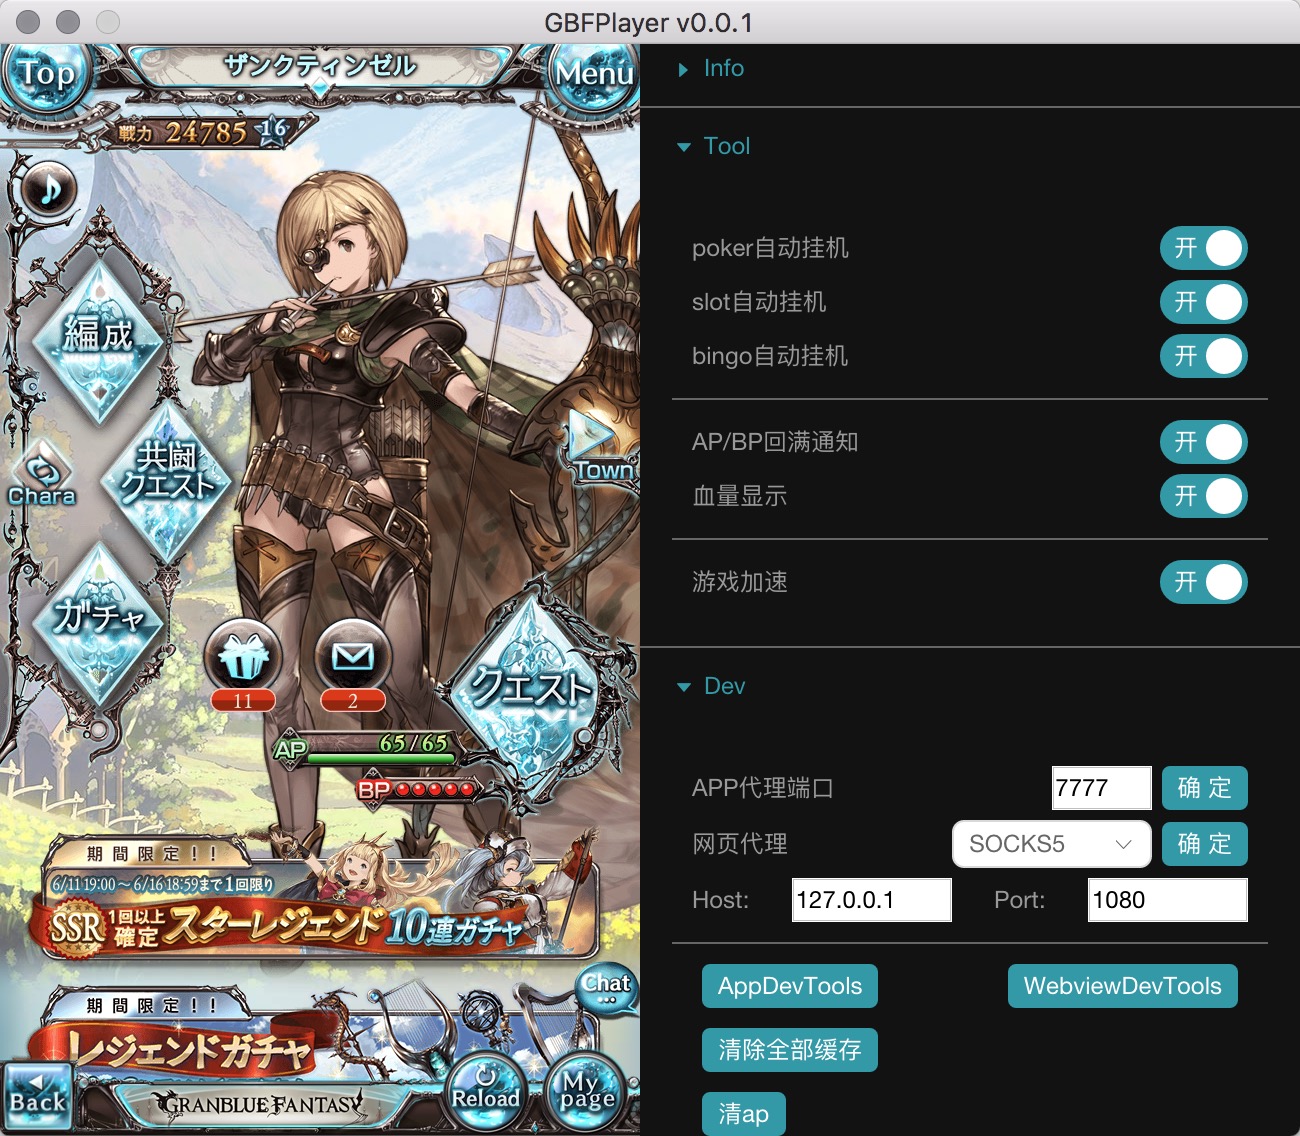 GBFPlayer v0.0.1
Top
ザンクティンゼル
Menu
戦力 24785 16
編成
共闘
クエスト
Chara
Town
ガチャ
クエスト
11
2
AP 65/65
BP
期間限定!!
6/11 19:00～6/16 18:59まで1回限り
SSR 1回以上確定 スターレジェンド10連ガチャ
Chat
期間限定!!
レジェンドガチャ
Back
GRANBLUE FANTASY
Reload
My page
Info
Tool
poker自动挂机 开
slot自动挂机 开
bingo自动挂机 开
AP/BP回满通知 开
血量显示 开
游戏加速 开
Dev
APP代理端口 7777 确 定
网页代理 SOCKS5 确 定
Host: 127.0.0.1 Port: 1080
AppDevTools WebviewDevTools
清除全部缓存
清ap